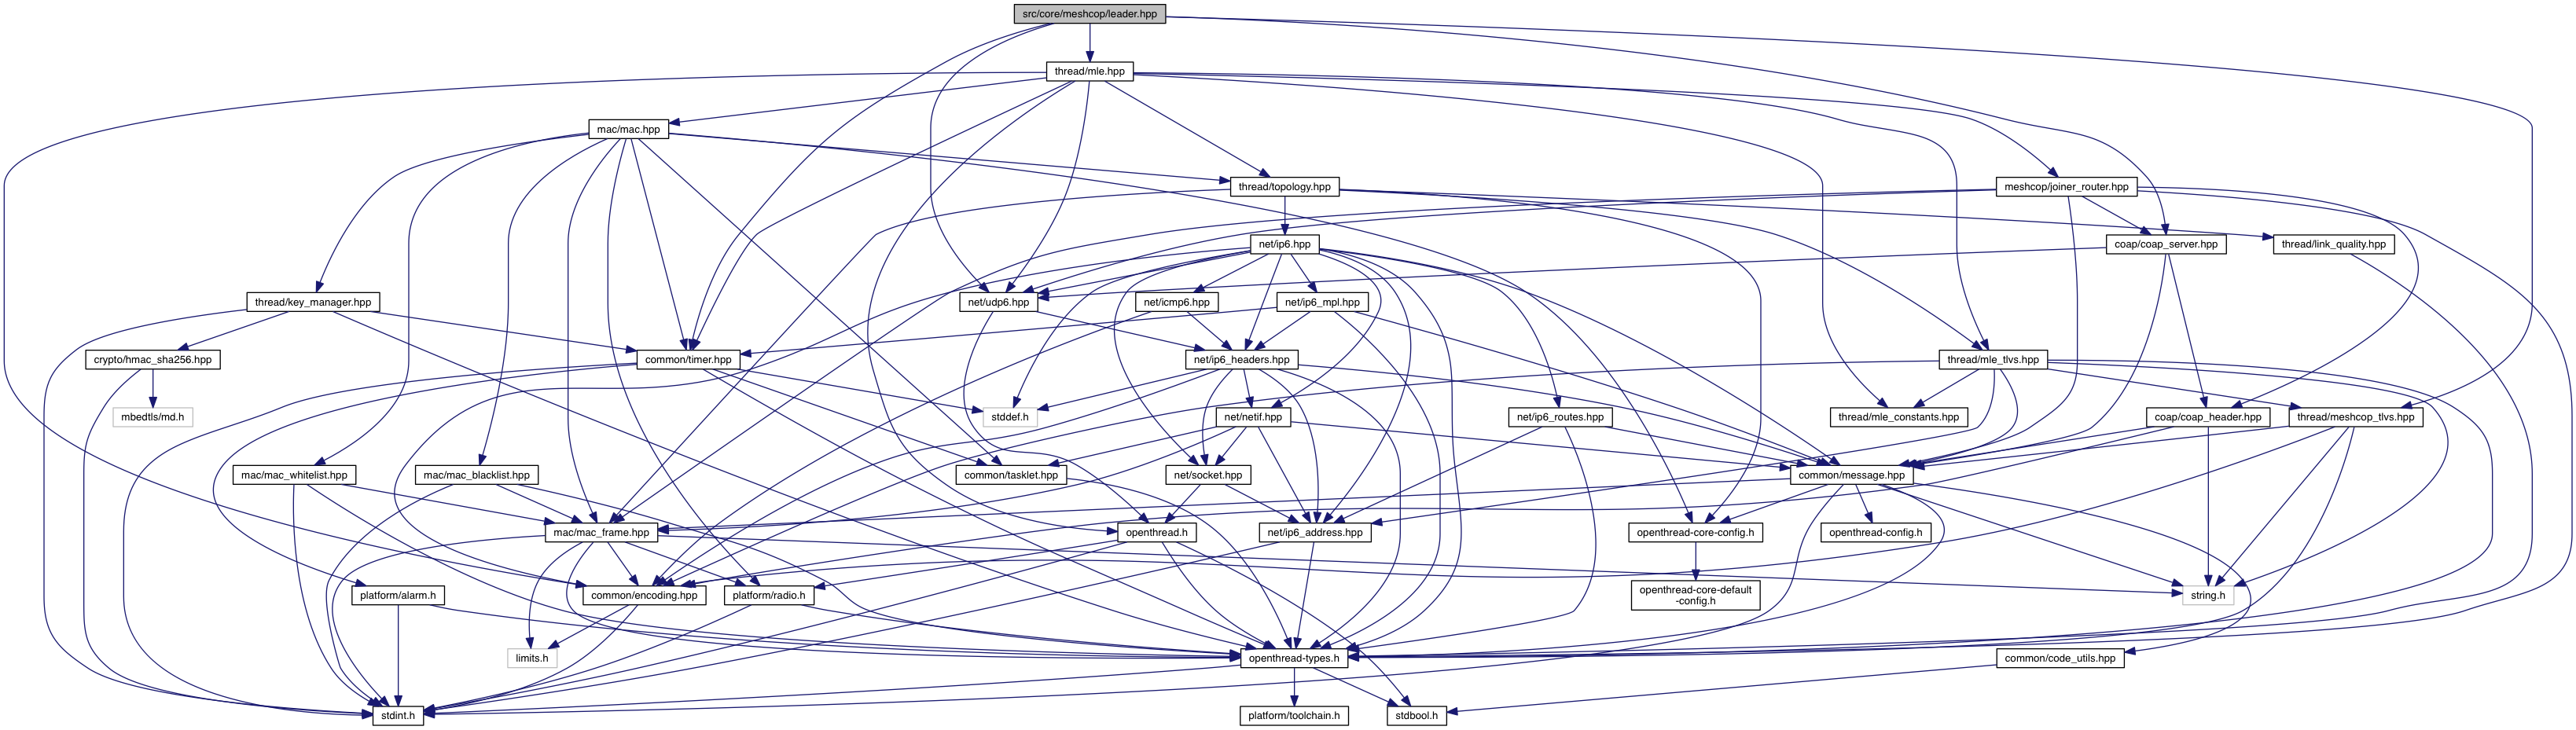 src/core/meshcop/leader.hpp
thread/mle.hpp
mac/mac.hpp
thread/topology.hpp
meshcop/joiner_router.hpp
net/ip6.hpp
coap/coap_server.hpp
thread/link_quality.hpp
thread/key_manager.hpp
net/udp6.hpp
net/icmp6.hpp
net/ip6_mpl.hpp
crypto/hmac_sha256.hpp
common/timer.hpp
net/ip6_headers.hpp
thread/mle_tlvs.hpp
mbedtls/md.h
stddef.h
net/netif.hpp
net/ip6_routes.hpp
thread/mle_constants.hpp
coap/coap_header.hpp
thread/meshcop_tlvs.hpp
mac/mac_whitelist.hpp
mac/mac_blacklist.hpp
common/tasklet.hpp
net/socket.hpp
common/message.hpp
mac/mac_frame.hpp
openthread.h
net/ip6_address.hpp
openthread-core-config.h
openthread-config.h
platform/alarm.h
common/encoding.hpp
platform/radio.h
openthread-core-default
-config.h
string.h
limits.h
openthread-types.h
common/code_utils.hpp
stdint.h
platform/toolchain.h
stdbool.h